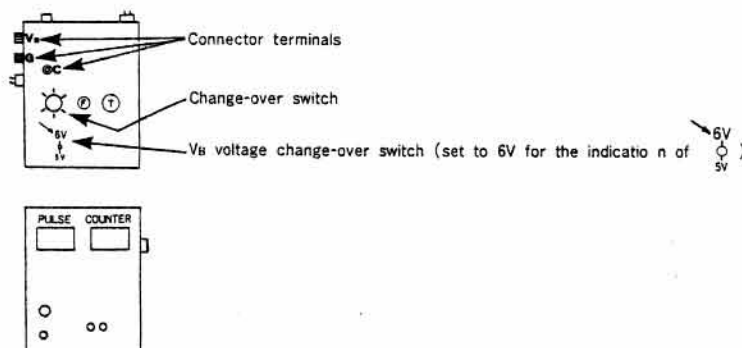 VB
G
C
Connector terminals
F T
Change-over switch
6V
5V
VB voltage change-over switch (set to 6V for the indicatio n of 6V 5V )
PULSE COUNTER